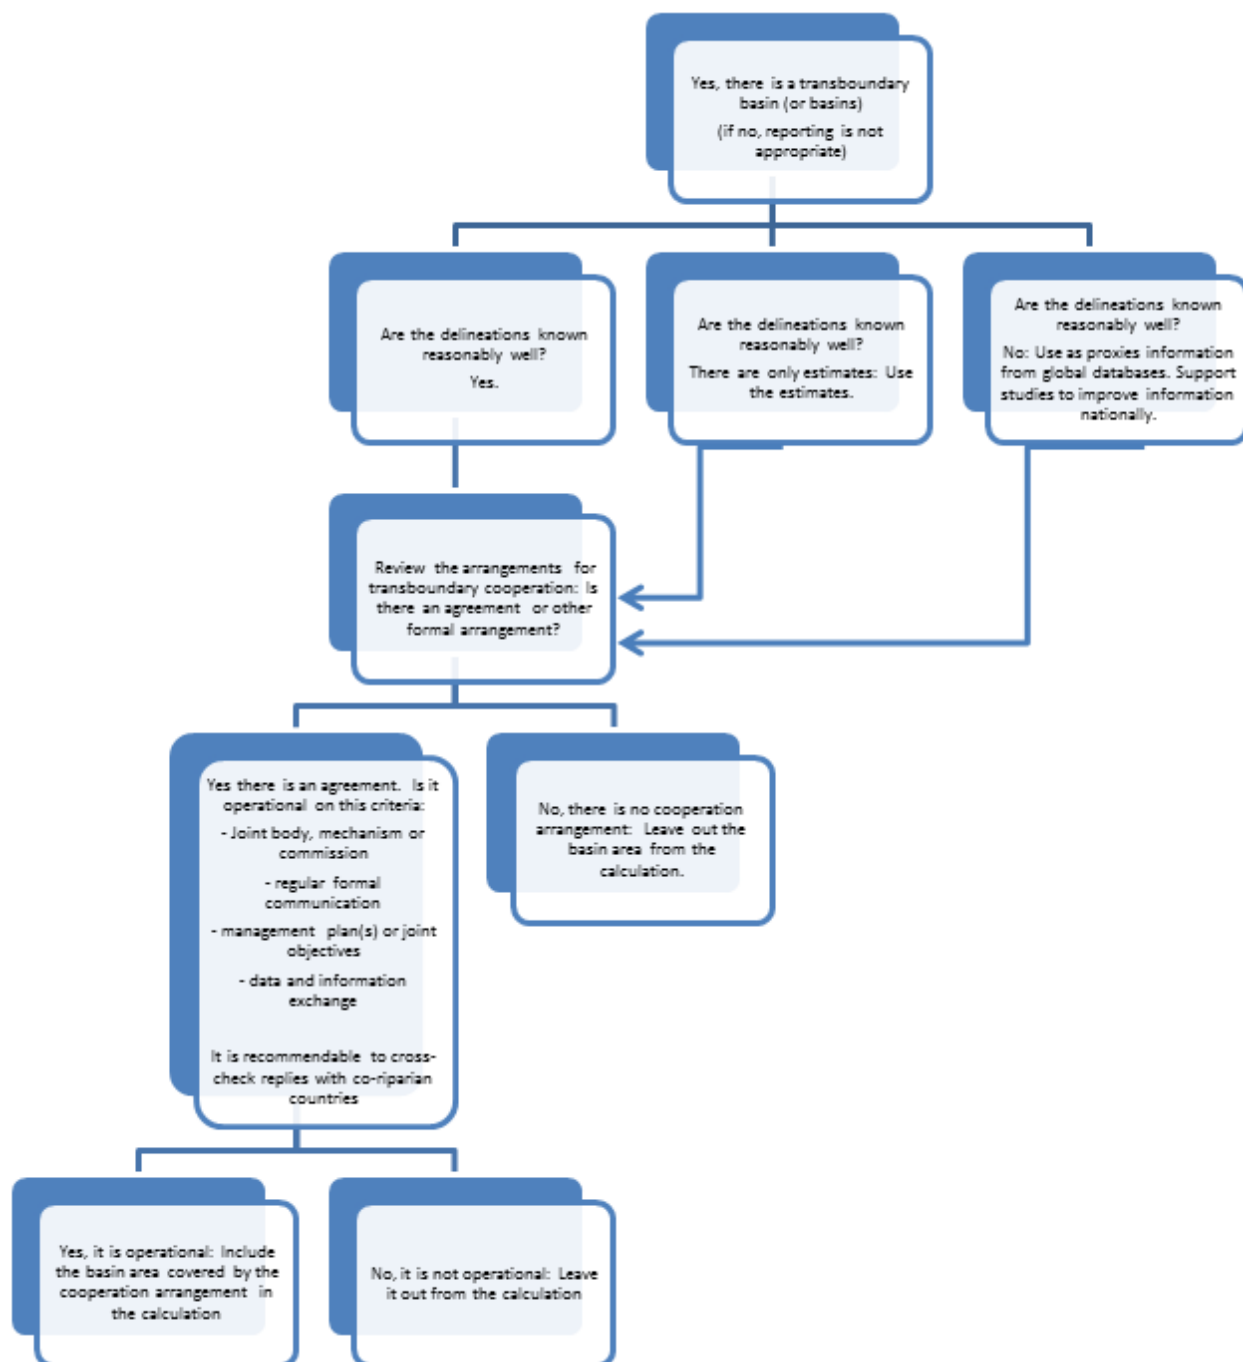 Yes, there is a transboundary
basin (or basins)
(if no, reporting is not
appropriate)
Are the delineations known
reasonably well?
Yes.
Are the delineations known
reasonably well?
There are only estimates: Use
the estimates.
Are the delineations known
reasonably well?
No: Use as proxies information
from global databases. Support
studies to improve information
nationally.
Review the arrangements for
transboundary cooperation: Is
there an agreement or other
formal arrangement?
Yes there is an agreement. Is it
operational on this criteria:
- Joint body, mechanism or
commission
- regular formal
communication
- management plan(s) or joint
objectives
- data and information
exchange
It is recommendable to cross-
check replies with co-riparian
countries
No, there is no cooperation
arrangement: Leave out the
basin area from the
calculation.
Yes, it is operational: Include
the basin area covered by the
cooperation arrangement in
the calculation
No, it is not operational: Leave
it out from the calculation